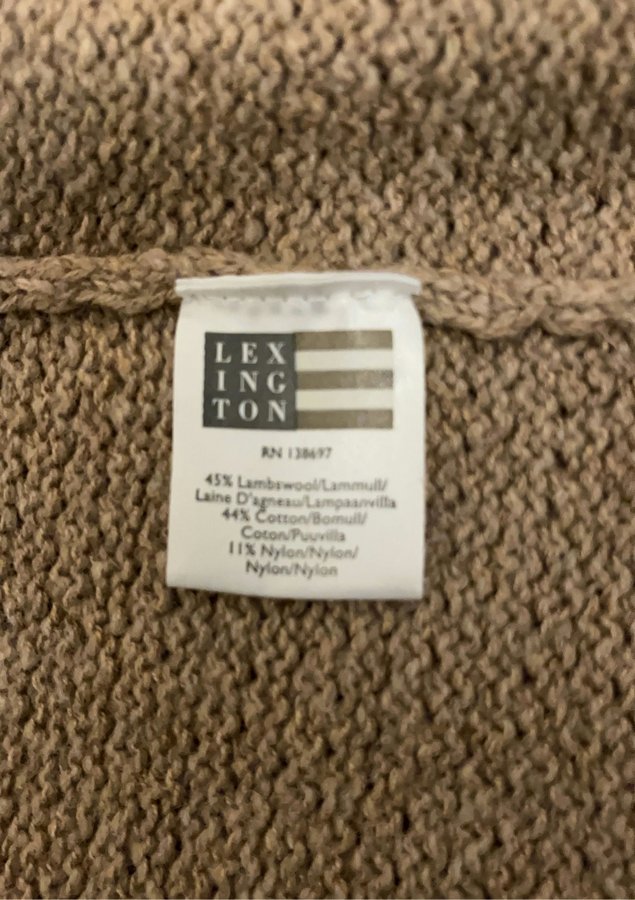 LEX
ING
TON
RN 138697
45% Lambswool/Lammull/
Laine D'agneau/Lampaanvilla
44% Cotton/Bomull/
Coton/Puuvilla
11% Nylon/Nylon/
Nylon/Nylon